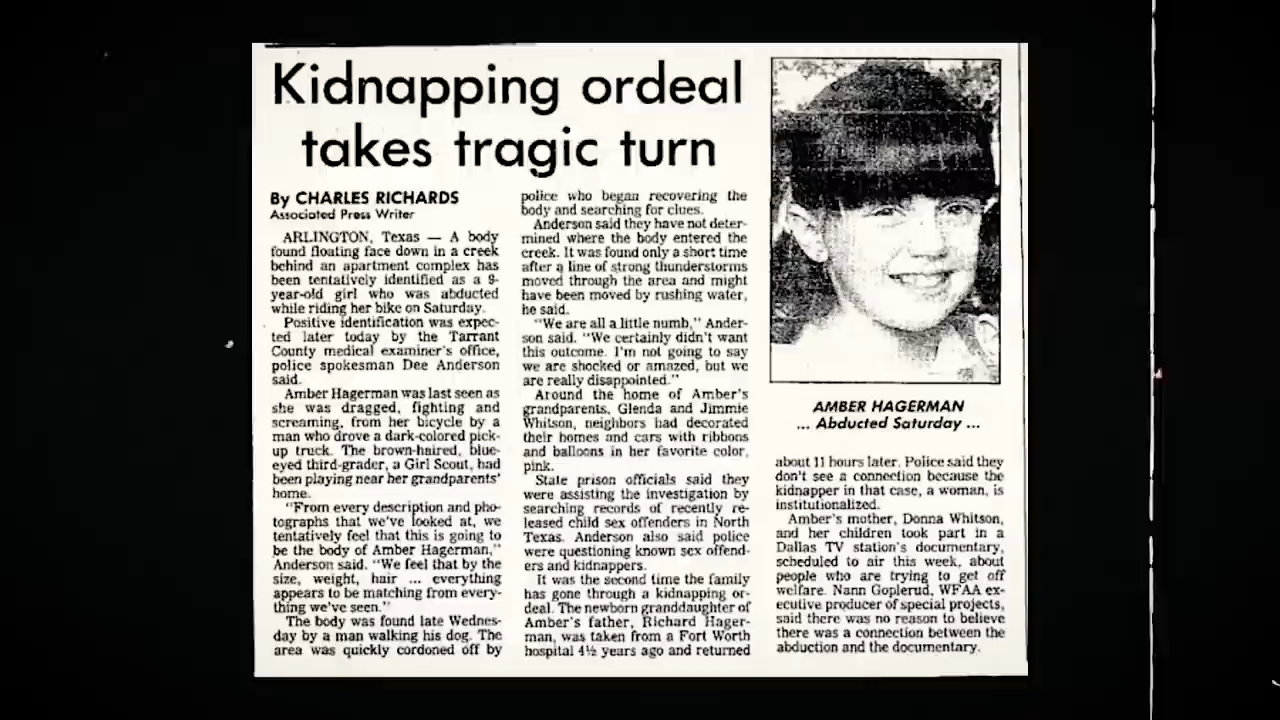 Kidnapping ordeal
takes tragic turn
By CHARLES RICHARDS
Associated Press Writer
ARLINGTON, Texas — A body
found floating face down in a creek
behind an apartment complex has
been tentatively identified as a 9-
year-old girl who was abducted
while riding her bike on Saturday.
Positive identification was expec-
ted later today by the Tarrant
County medical examiner's office,
police spokesman Dee Anderson
said.
Amber Hagerman was last seen as
she was dragged, fighting and
screaming, from her bicycle by a
man who drove a dark-colored pick-
up truck. The brown-haired, blue-
eyed third-grader, a Girl Scout, had
been playing near her grandparents'
home.
"From every description and pho-
tographs that we've looked at, we
tentatively feel that this is going to
be the body of Amber Hagerman,"
Anderson said. "We feel that by the
size, weight, hair ... everything
appears to be matching from every-
thing we've seen."
The body was found late Wednes-
day by a man walking his dog. The
area was quickly cordoned off by
police who began recovering the
body and searching for clues.
Anderson said they have not deter-
mined where the body entered the
creek. It was found only a short time
after a line of strong thunderstorms
moved through the area and might
have been moved by rushing water,
he said.
"We are all a little numb," Ander-
son said. "We certainly didn't want
this outcome. I'm not going to say
we are shocked or amazed, but we
are really disappointed."
Around the home of Amber's
grandparents, Glenda and Jimmie
Whitson, neighbors had decorated
their homes and cars with ribbons
and balloons in her favorite color,
pink.
State prison officials said they
were assisting the investigation by
searching records of recently re-
leased child sex offenders in North
Texas. Anderson also said police
were questioning known sex offend-
ers and kidnappers.
It was the second time the family
has gone through a kidnapping or-
deal. The newborn granddaughter of
Amber's father, Richard Hager-
man, was taken from a Fort Worth
hospital 4½ years ago and returned
AMBER HAGERMAN
... Abducted Saturday ...
about 11 hours later. Police said they
don't see a connection because the
kidnapper in that case, a woman, is
institutionalized.
Amber's mother, Donna Whitson,
and her children took part in a
Dallas TV station's documentary,
scheduled to air this week, about
people who are trying to get off
welfare. Nann Goplerud, WFAA ex-
ecutive producer of special projects,
said there was no reason to believe
there was a connection between the
abduction and the documentary.